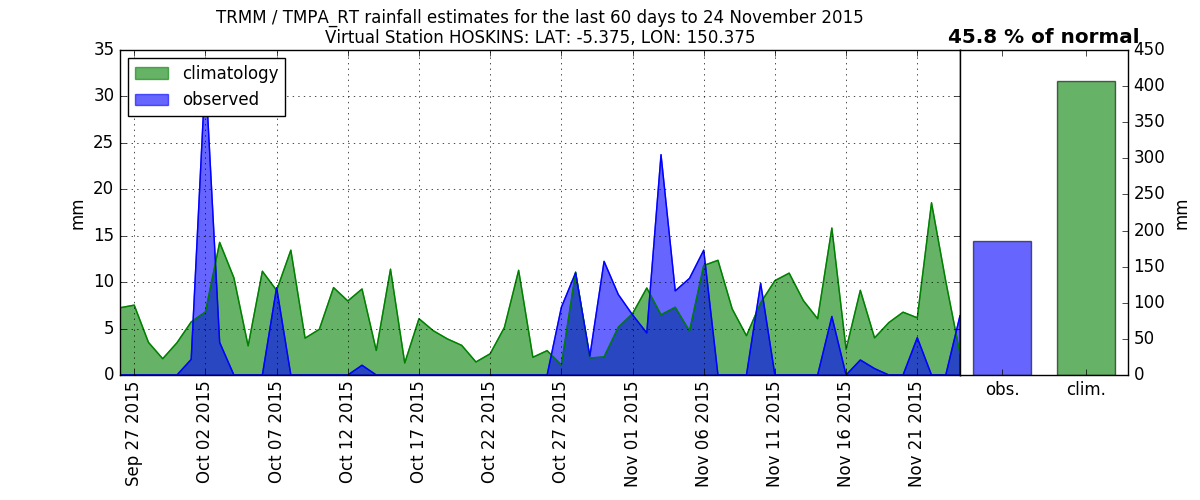 TRMM / TMPA_RT rainfall estimates for the last 60 days to 24 November 2015
Virtual Station HOSKINS: LAT: -5.375, LON: 150.375
45.8 % of normal
climatology
observed
35
30
25
20
15
10
5
0
mm
Sep 27 2015
Oct 02 2015
Oct 07 2015
Oct 12 2015
Oct 17 2015
Oct 22 2015
Oct 27 2015
Nov 01 2015
Nov 06 2015
Nov 11 2015
Nov 16 2015
Nov 21 2015
obs.
clim.
450
400
350
300
250
200
150
100
50
0
mm